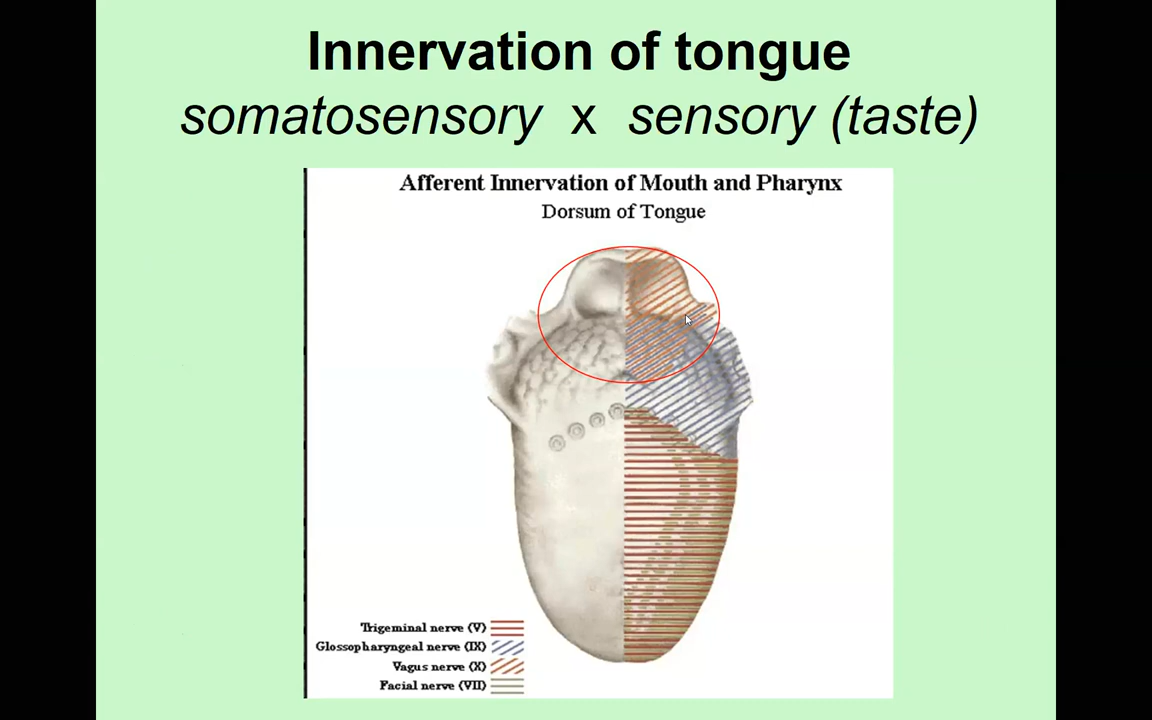 Innervation of tongue
somatosensory x sensory (taste)
Afferent Innervation of Mouth and Pharynx
Dorsum of Tongue
Trigeminal nerve (V)
Glossopharyngeal nerve (IX)
Vagus nerve (X)
Facial nerve (VII)